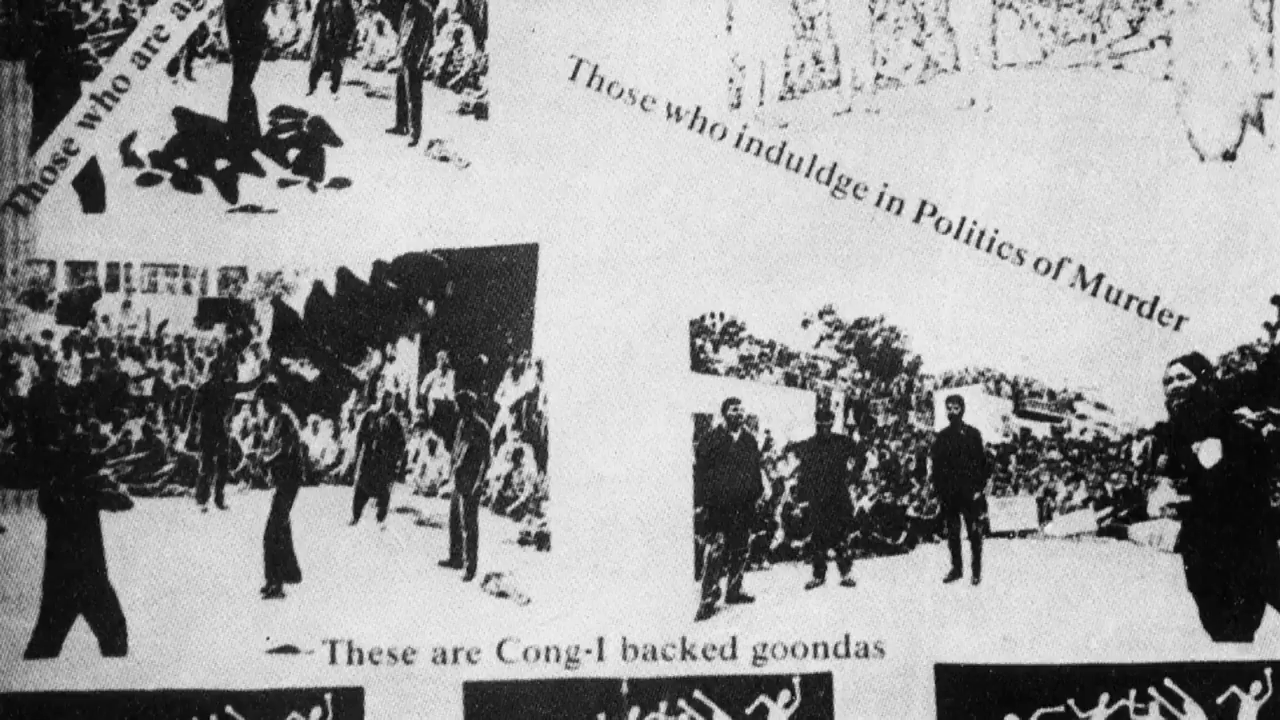 Those who are
Those who induldge in Politics of Murder
These are Cong-I backed goondas